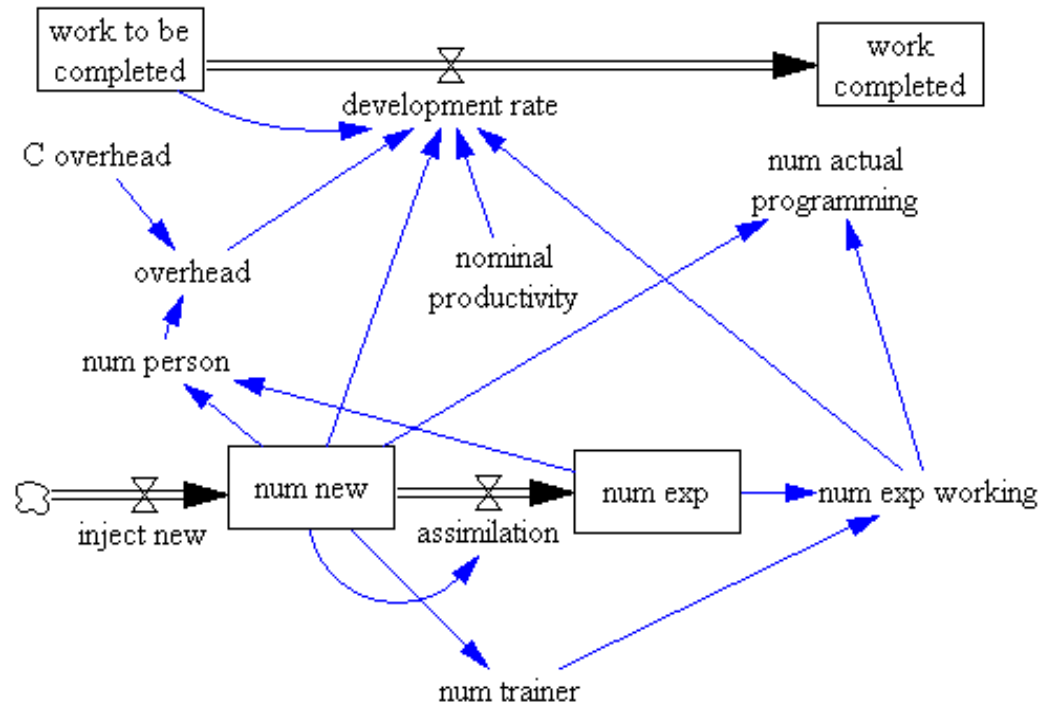 work to be
completed
work
completed
development rate
C overhead
num actual
programming
overhead
nominal
productivity
num person
num new
num exp
num exp working
inject new
assimilation
num trainer